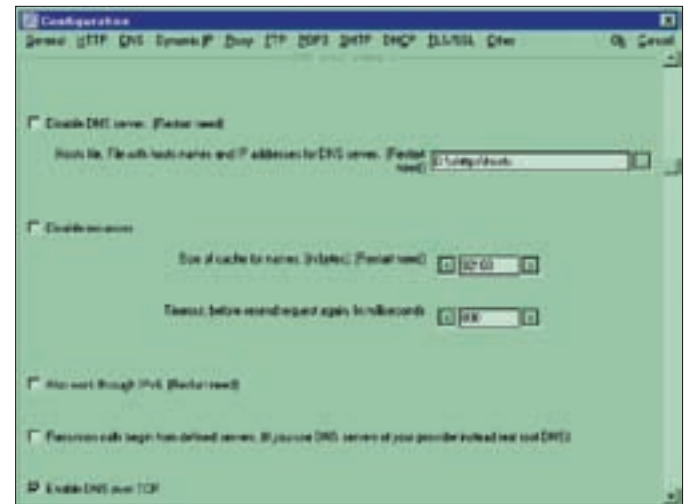 Configuration
General HTTP DNS Dynamic IP Proxy FTP POP3 SMTP DHCP TLS/SSL Other Ok Cancel
Disable DNS server. (Restart need)
Hosts file. File with hosts names and IP addresses for DNS server. (Restart need)
Disable
Size of cache for names. (Restart need)
Timeout, before resend request again. In milliseconds
Also work through IPv6 (Restart need)
Recursion calls begin from defined servers. (If you use DNS servers of your provider instead real root DNS)
Enable DNS over TCP